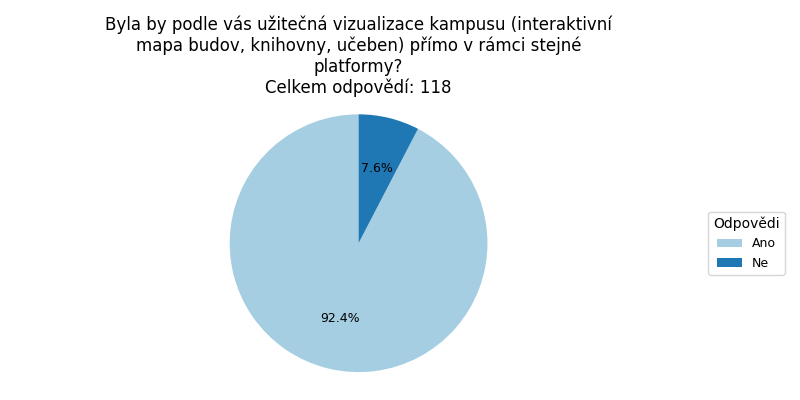 Byla by podle vás užitečná vizualizace kampusu (interaktivní
mapa budov, knihovny, učeben) přímo v rámci stejné
platformy?
Celkem odpovědí: 118
7.6%
92.4%
Odpovědi
Ano
Ne